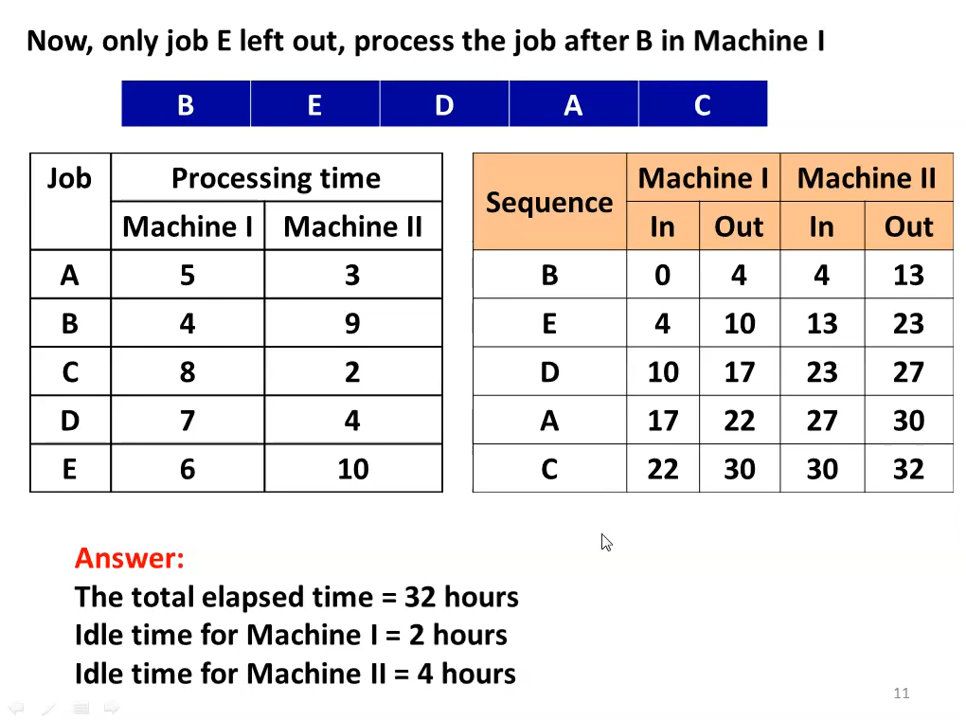 Now, only job E left out, process the job after B in Machine I
B E D A C
Job Processing time
Machine I Machine II
A 5 3
B 4 9
C 8 2
D 7 4
E 6 10
Sequence Machine I Machine II
In Out In Out
B 0 4 4 13
E 4 10 13 23
D 10 17 23 27
A 17 22 27 30
C 22 30 30 32
Answer:
The total elapsed time = 32 hours
Idle time for Machine I = 2 hours
Idle time for Machine II = 4 hours
11